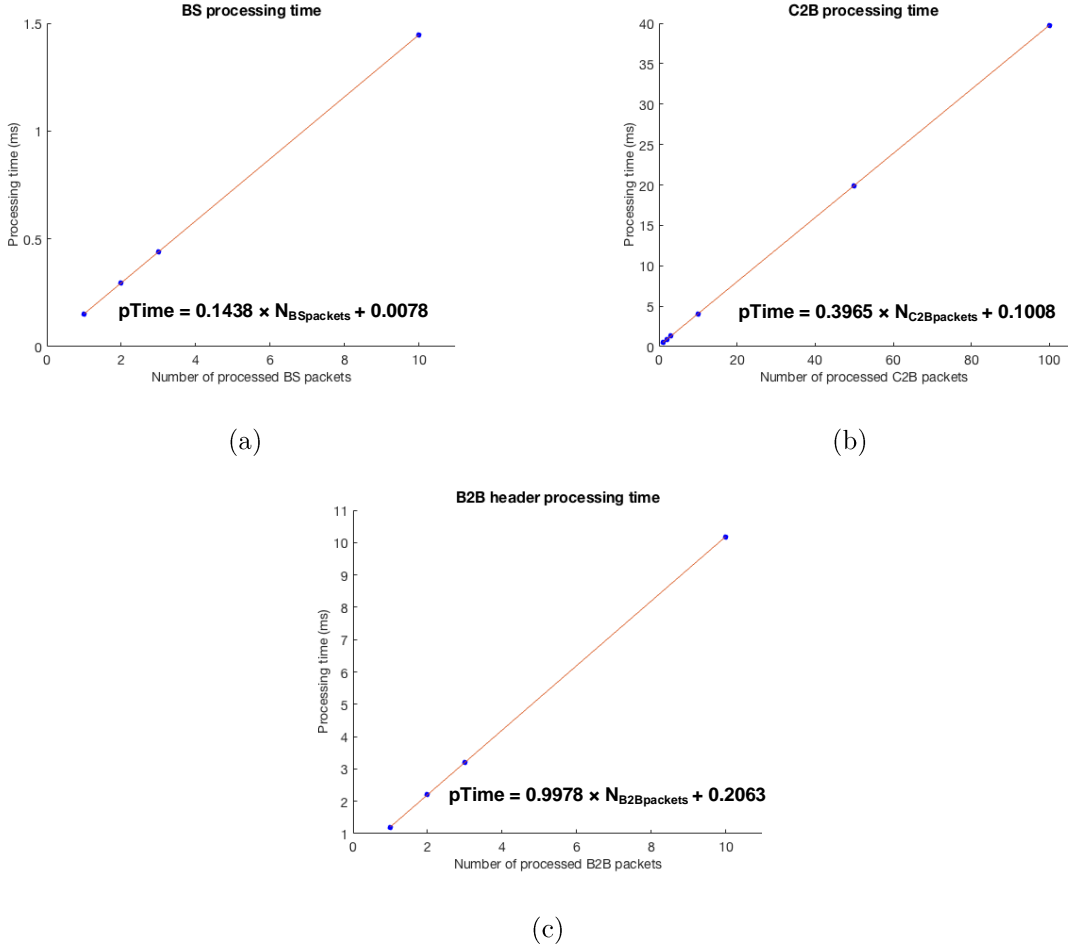 BS processing time
1.5
1
0.5
0
Processing time (ms)
pTime = 0.1438 × N_BSpackets + 0.0078
0 2 4 6 8 10
Number of processed BS packets
(a)
C2B processing time
40
35
30
25
20
15
10
5
0
Processing time (ms)
pTime = 0.3965 × N_C2Bpackets + 0.1008
0 20 40 60 80 100
Number of processed C2B packets
(b)
B2B header processing time
11
10
9
8
7
6
5
4
3
2
1
Processing time (ms)
pTime = 0.9978 × N_B2Bpackets + 0.2063
0 2 4 6 8 10
Number of processed B2B packets
(c)